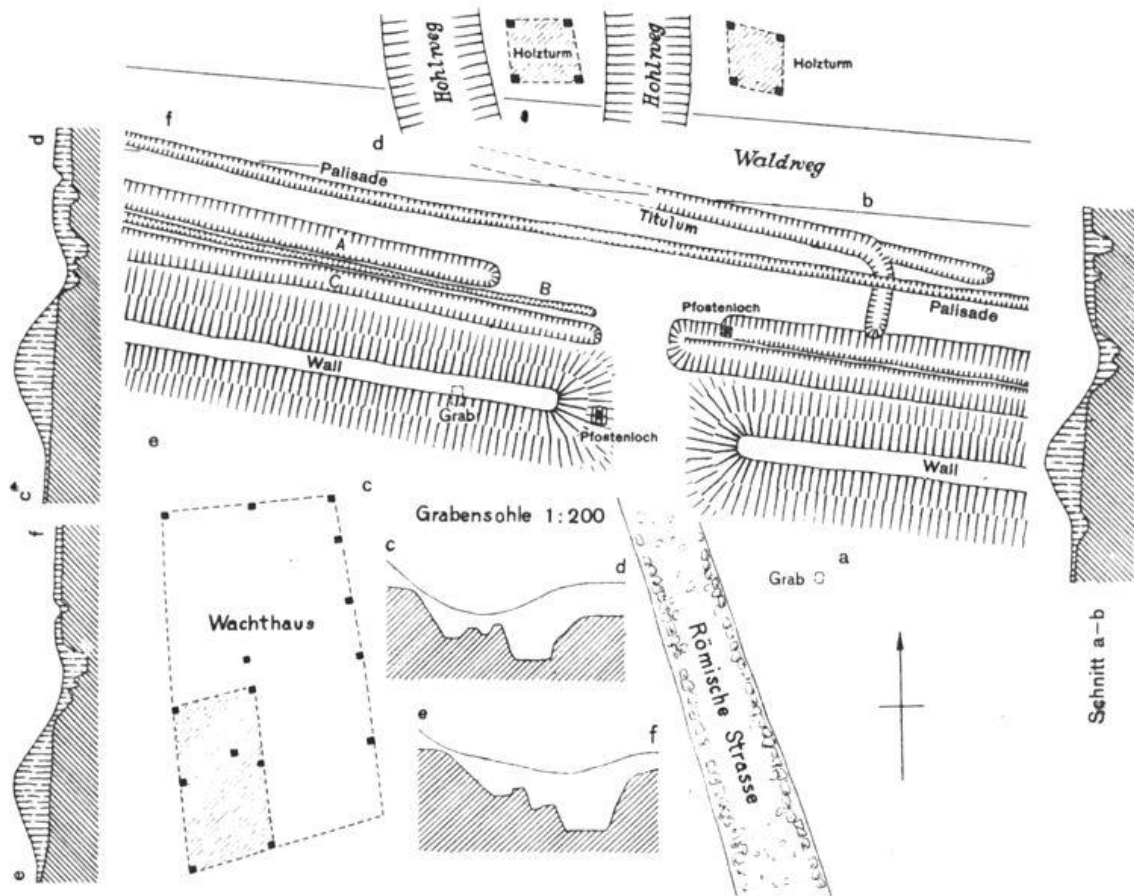 Hohlweg
Holzturm
Hohlweg
Holzturm
f
d
Waldweg
d
Palisade
b
Titulum
A
B
C
Pfostenloch
Palisade
Wall
Grab
Pfostenloch
Wall
e
c
c
Grabensohle 1:200
f
c
d
a
Grab
Wachthaus
Römische Strasse
Schnitt a-b
e
f
e